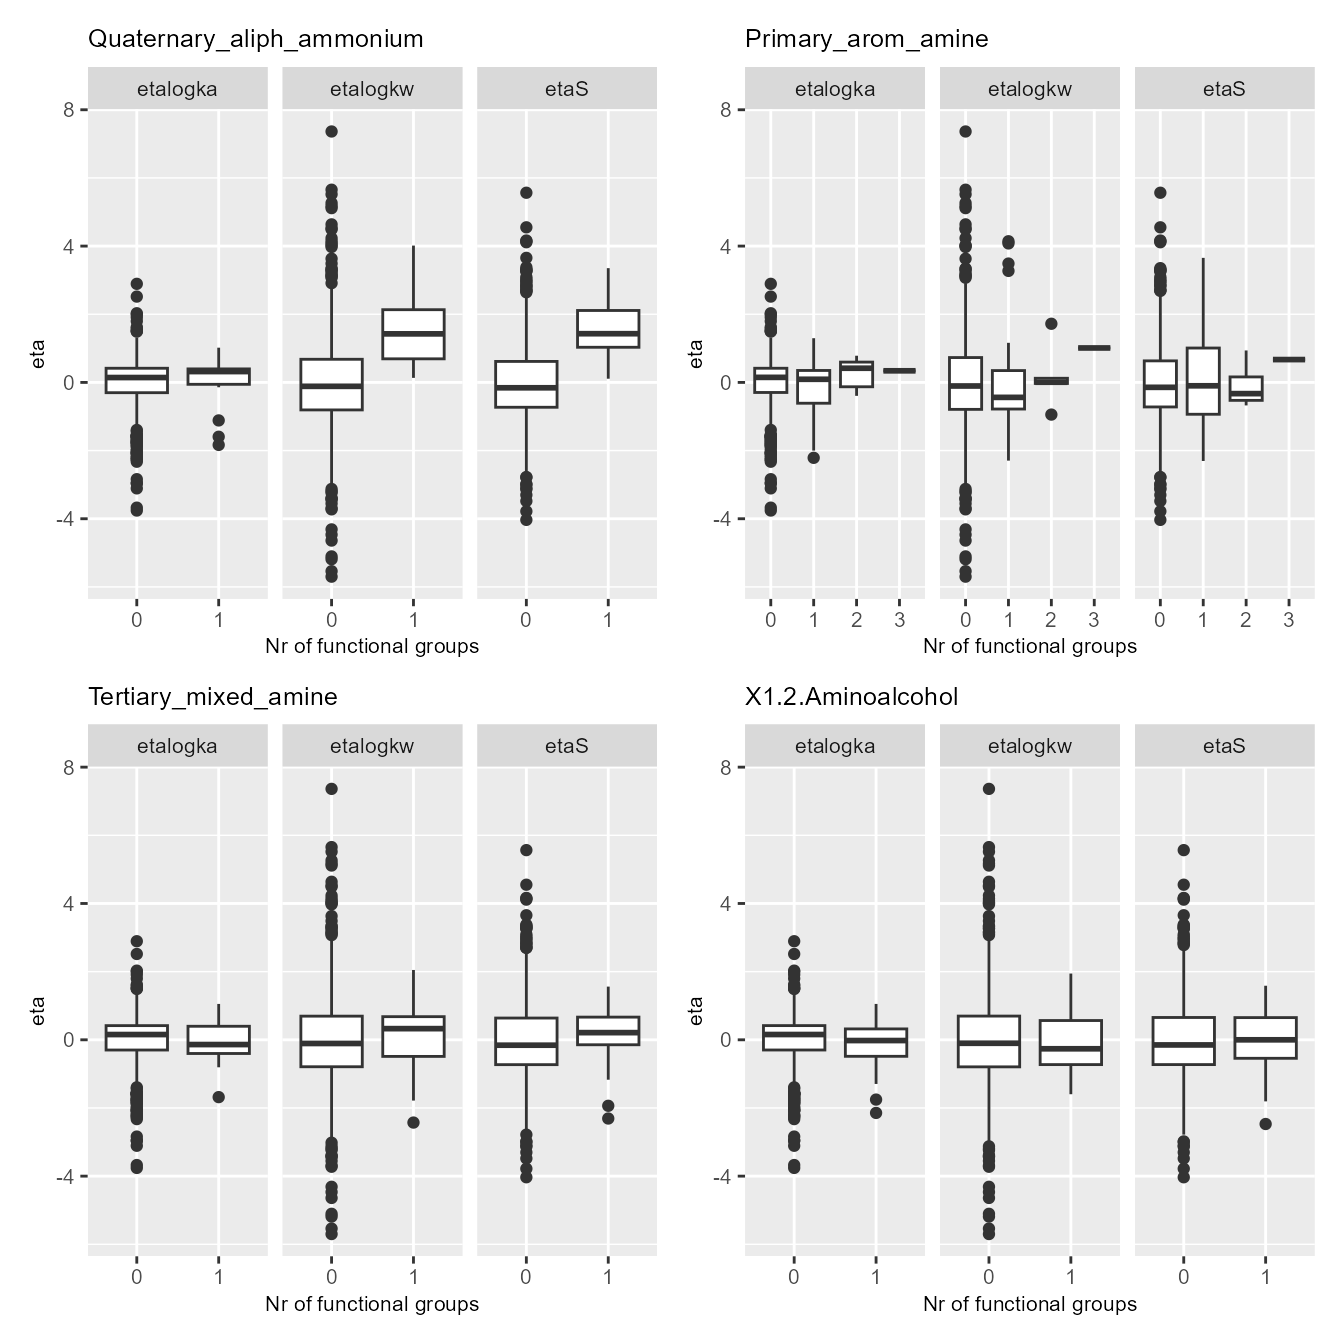 Quaternary_aliph_ammonium
etalogka etalogkw etaS
8
4
0
-4
eta
0 1 0 1 0 1
Nr of functional groups
Primary_arom_amine
etalogka etalogkw etaS
8
4
0
-4
eta
0 1 2 3 0 1 2 3 0 1 2 3
Nr of functional groups
Tertiary_mixed_amine
etalogka etalogkw etaS
8
4
0
-4
eta
0 1 0 1 0 1
Nr of functional groups
X1.2.Aminoalcohol
etalogka etalogkw etaS
8
4
0
-4
eta
0 1 0 1 0 1
Nr of functional groups